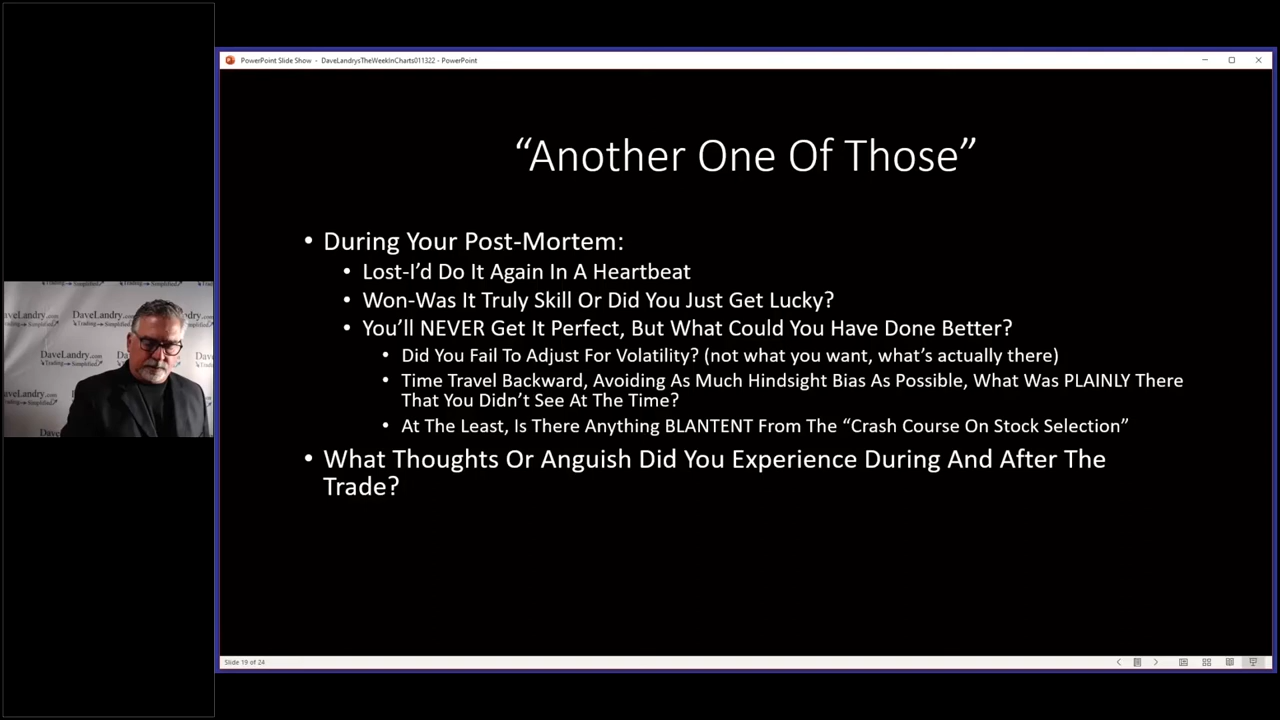 PowerPoint Slide Show - DaveLandrysTheWeekInCharts011322 - PowerPoint
“Another One Of Those”
• During Your Post-Mortem:
• Lost-I’d Do It Again In A Heartbeat
• Won-Was It Truly Skill Or Did You Just Get Lucky?
• You’ll NEVER Get It Perfect, But What Could You Have Done Better?
• Did You Fail To Adjust For Volatility? (not what you want, what’s actually there)
• Time Travel Backward, Avoiding As Much Hindsight Bias As Possible, What Was PLAINLY There
That You Didn’t See At The Time?
• At The Least, Is There Anything BLANTENT From The “Crash Course On Stock Selection”
• What Thoughts Or Anguish Did You Experience During And After The
Trade?
DaveLandry.com
Trading Simplified
Slide 19 of 24